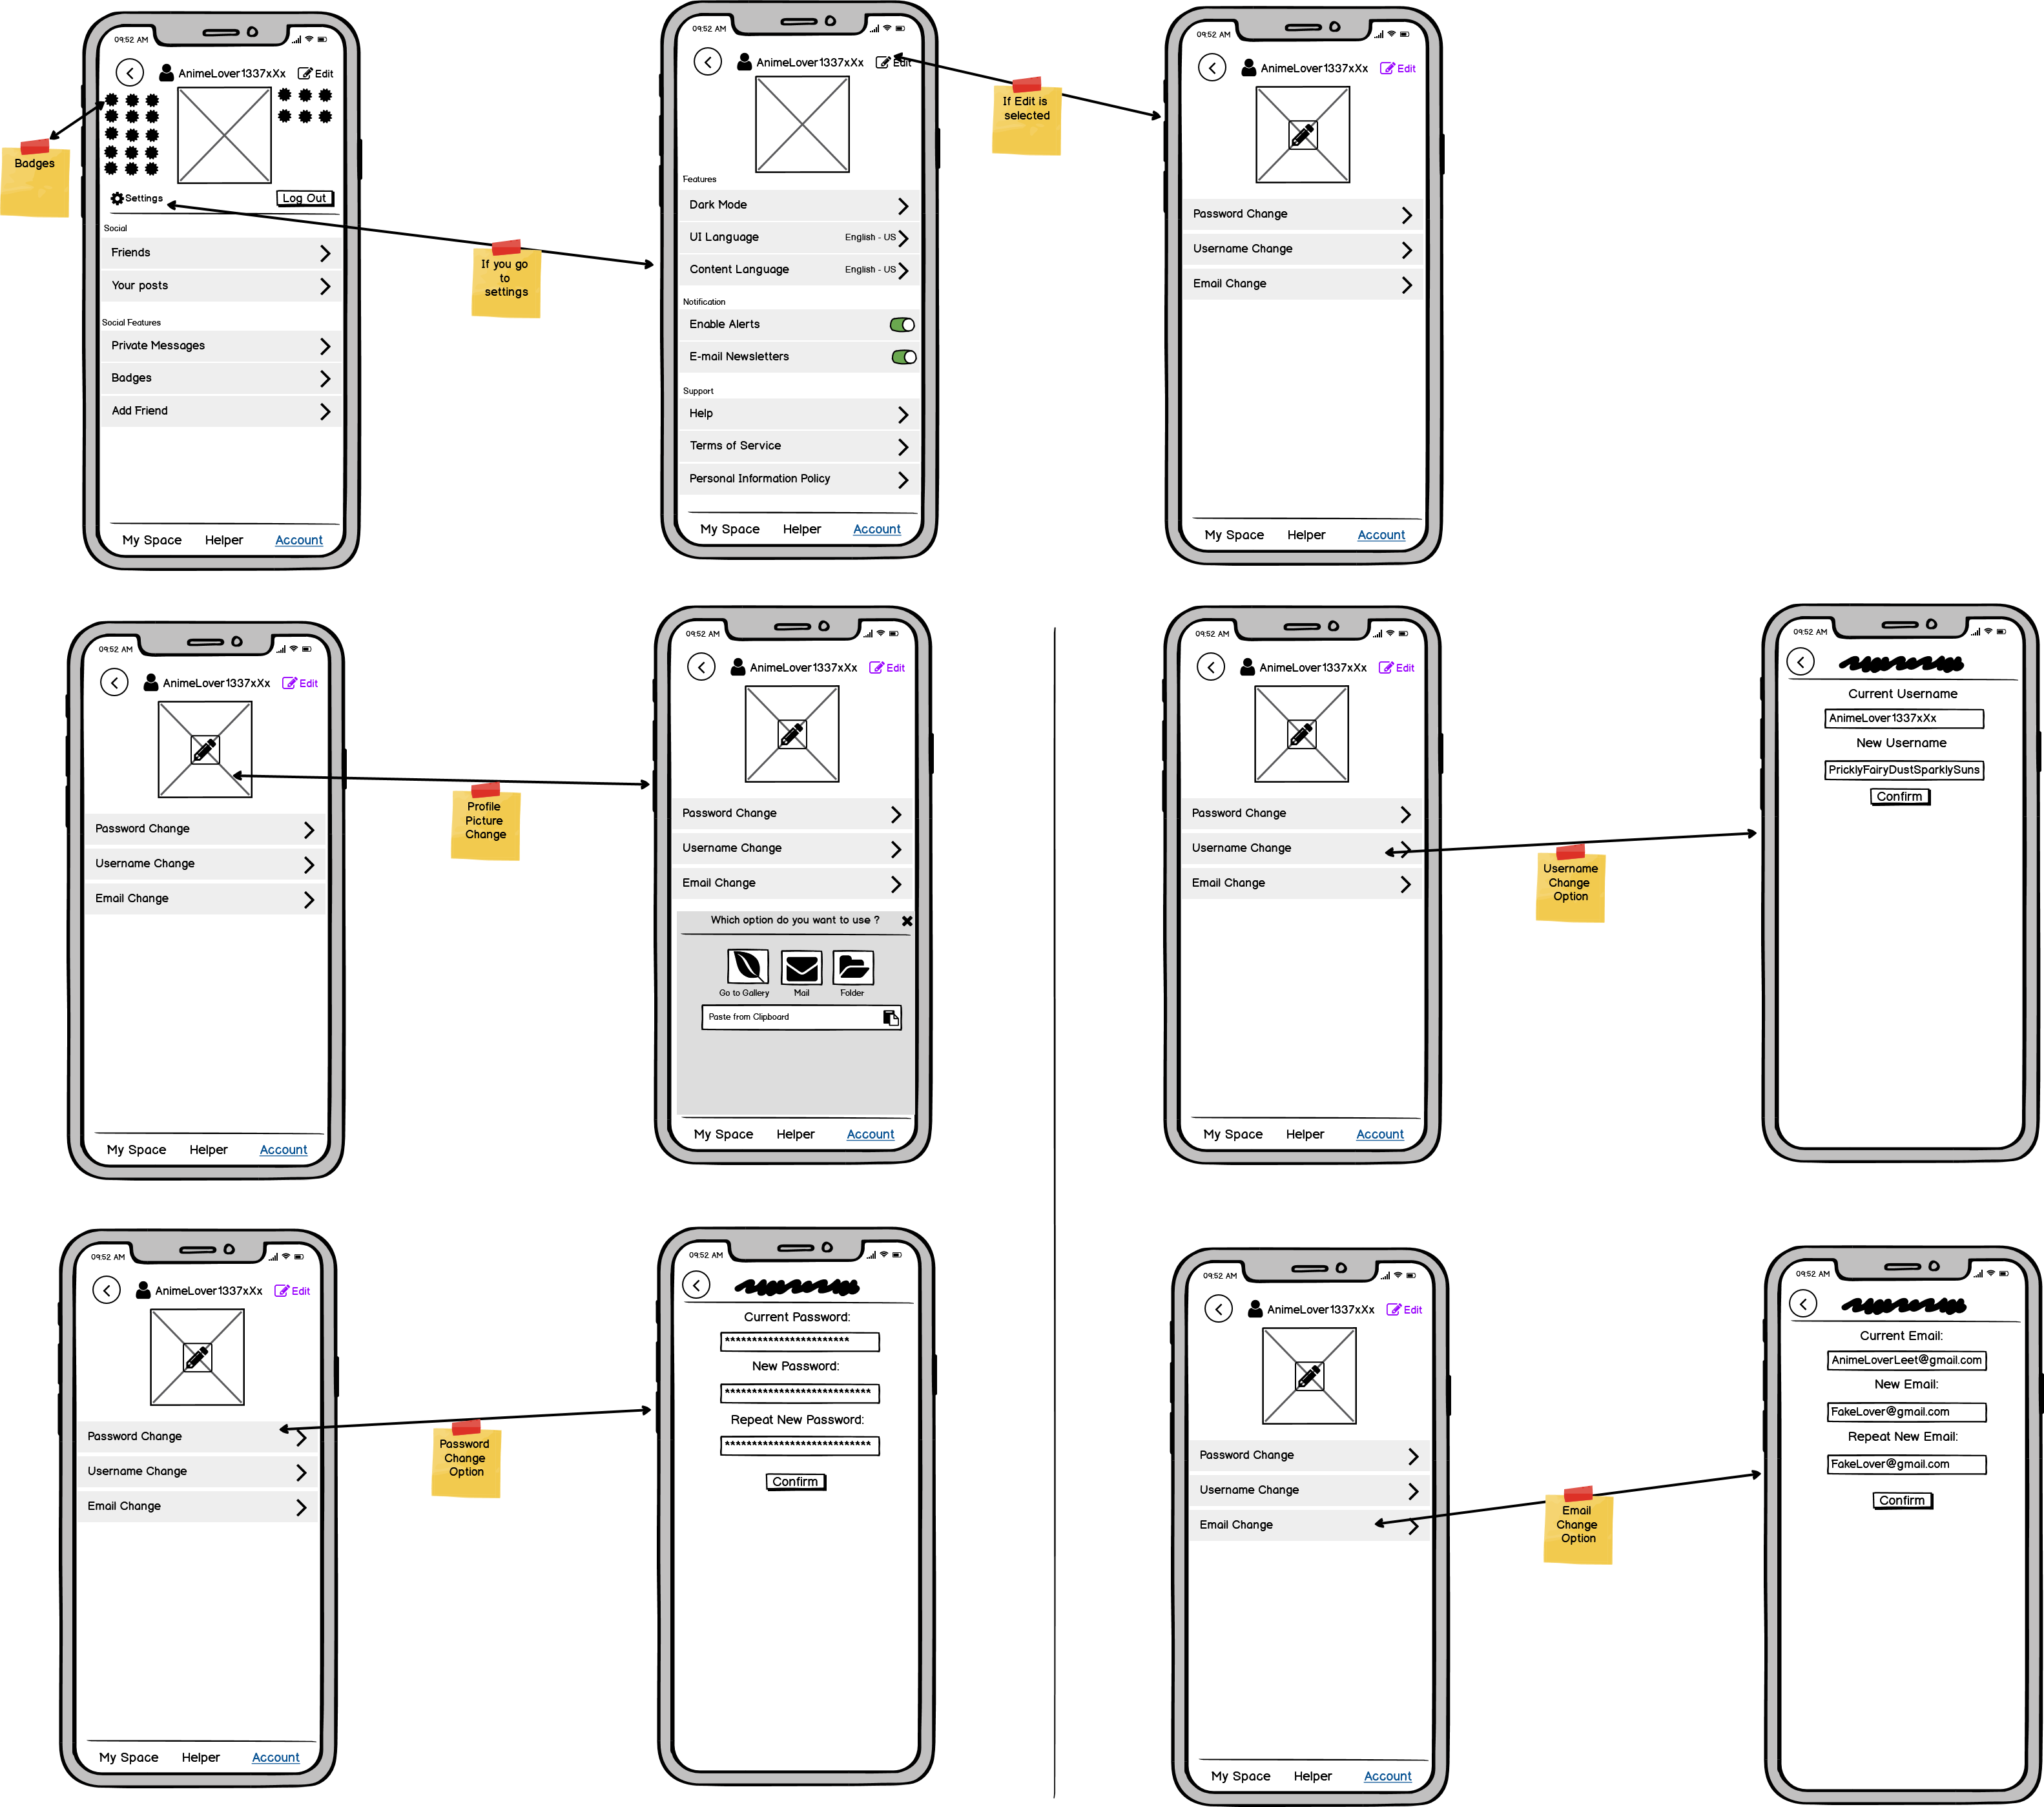 09:52 AM
AnimeLover1337xXx
Edit
Badges
Settings
Log Out
Social
Friends
Your posts
Social Features
Private Messages
Badges
Add Friend
My Space Helper Account
If you go
to
settings
09:52 AM
AnimeLover1337xXx
Edit
Features
Dark Mode
UI Language English - US
Content Language English - US
Notification
Enable Alerts
E-mail Newsletters
Support
Help
Terms of Service
Personal Information Policy
My Space Helper Account
If Edit is
selected
09:52 AM
AnimeLover1337xXx
Edit
Password Change
Username Change
Email Change
My Space Helper Account
09:52 AM
AnimeLover1337xXx
Edit
Password Change
Username Change
Email Change
My Space Helper Account
Profile
Picture
Change
09:52 AM
AnimeLover1337xXx
Edit
Password Change
Username Change
Email Change
Which option do you want to use ?
Go to Gallery Mail Folder
Paste from Clipboard
My Space Helper Account
09:52 AM
AnimeLover1337xXx
Edit
Password Change
Username Change
Email Change
My Space Helper Account
Username
Change
Option
09:52 AM
Current Username
AnimeLover1337xXx
New Username
PricklyFairyDustSparklySuns
Confirm
09:52 AM
AnimeLover1337xXx
Edit
Password Change
Username Change
Email Change
My Space Helper Account
Password
Change
Option
09:52 AM
Current Password:
***********************
New Password:
***************************
Repeat New Password:
***************************
Confirm
09:52 AM
AnimeLover1337xXx
Edit
Password Change
Username Change
Email Change
My Space Helper Account
Email
Change
Option
09:52 AM
Current Email:
AnimeLoverLeet@gmail.com
New Email:
FakeLover@gmail.com
Repeat New Email:
FakeLover@gmail.com
Confirm